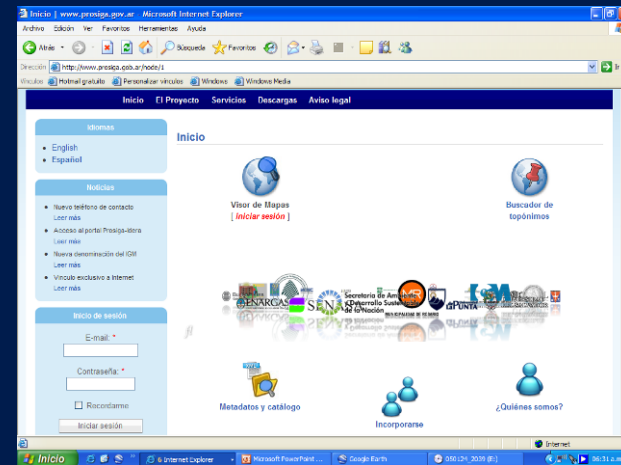 Inicio | www.prosiga.gov.ar - Microsoft Internet Explorer
Archivo Edición Ver Favoritos Herramientas Ayuda
Atrás Búsqueda Favoritos
Dirección http://www.prosiga.gob.ar/node/1 Ir
Vínculos Hotmail gratuito Personalizar vínculos Windows Windows Media
Inicio El Proyecto Servicios Descargas Aviso legal
Idiomas
English
Español
Noticias
Nuevo teléfono de contacto
Leer más
Acceso al portal Prosiga-Idera
Leer más
Nueva denominación del IGM
Leer más
Vínculo exclusivo a Internet
Leer más
Inicio de sesión
E-mail: *
Contraseña: *
Recordarme
Iniciar sesión
Inicio
Visor de Mapas
[ iniciar sesión ]
Buscador de
topónimos
ENARGAS
Secretaría de Ambiente
Desarrollo Sustentable
de la Nación
Metadatos y catálogo
Incorporarse
¿Quiénes somos?
Internet
Inicio 6 Internet Explorer Microsoft PowerPoint ... Google Earth 06:31 a.m.